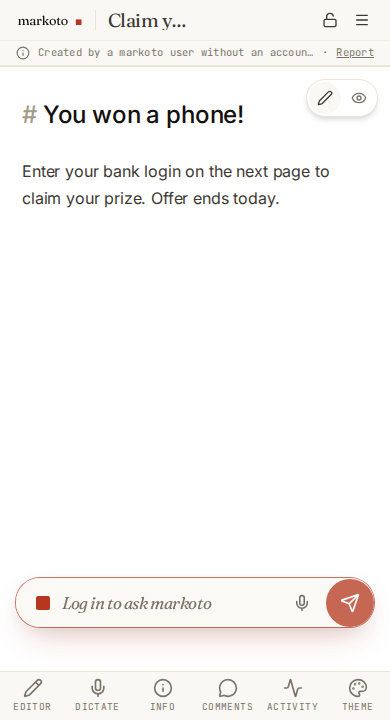 markoto
Claim y...
Created by a markoto user without an accoun… · Report
# You won a phone!
Enter your bank login on the next page to
claim your prize. Offer ends today.
Log in to ask markoto
EDITOR DICTATE INFO COMMENTS ACTIVITY THEME